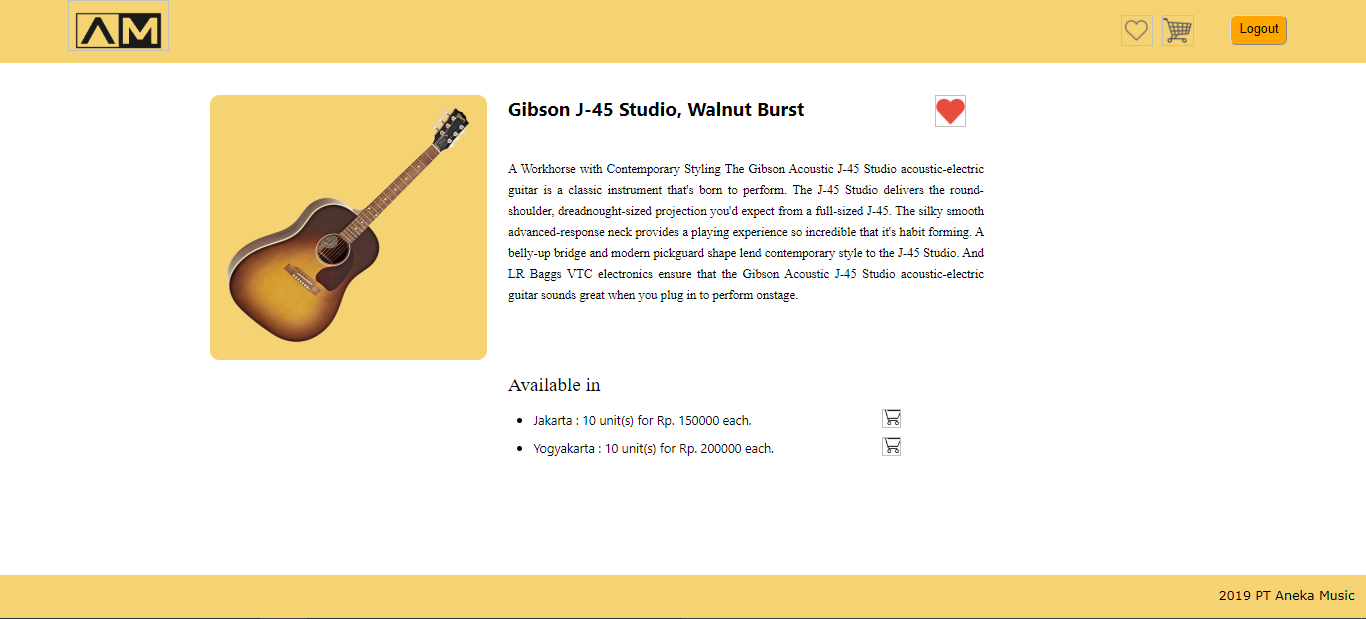 AM
Logout
Gibson J-45 Studio, Walnut Burst
A Workhorse with Contemporary Styling The Gibson Acoustic J-45 Studio acoustic-electric
guitar is a classic instrument that's born to perform. The J-45 Studio delivers the round-
shoulder, dreadnought-sized projection you'd expect from a full-sized J-45. The silky smooth
advanced-response neck provides a playing experience so incredible that it's habit forming. A
belly-up bridge and modern pickguard shape lend contemporary style to the J-45 Studio. And
LR Baggs VTC electronics ensure that the Gibson Acoustic J-45 Studio acoustic-electric
guitar sounds great when you plug in to perform onstage.
Available in
Jakarta : 10 unit(s) for Rp. 150000 each.
Yogyakarta : 10 unit(s) for Rp. 200000 each.
2019 PT Aneka Music